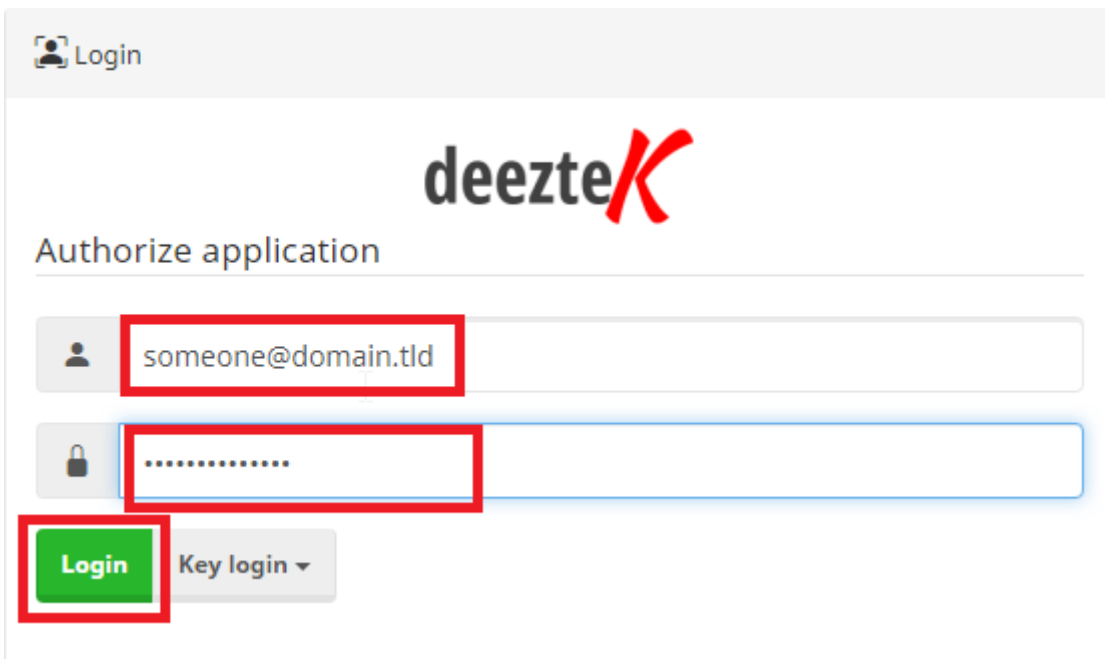 Login
deezteK
Authorize application
someone@domain.tld
••••••••••••••
Login Key login